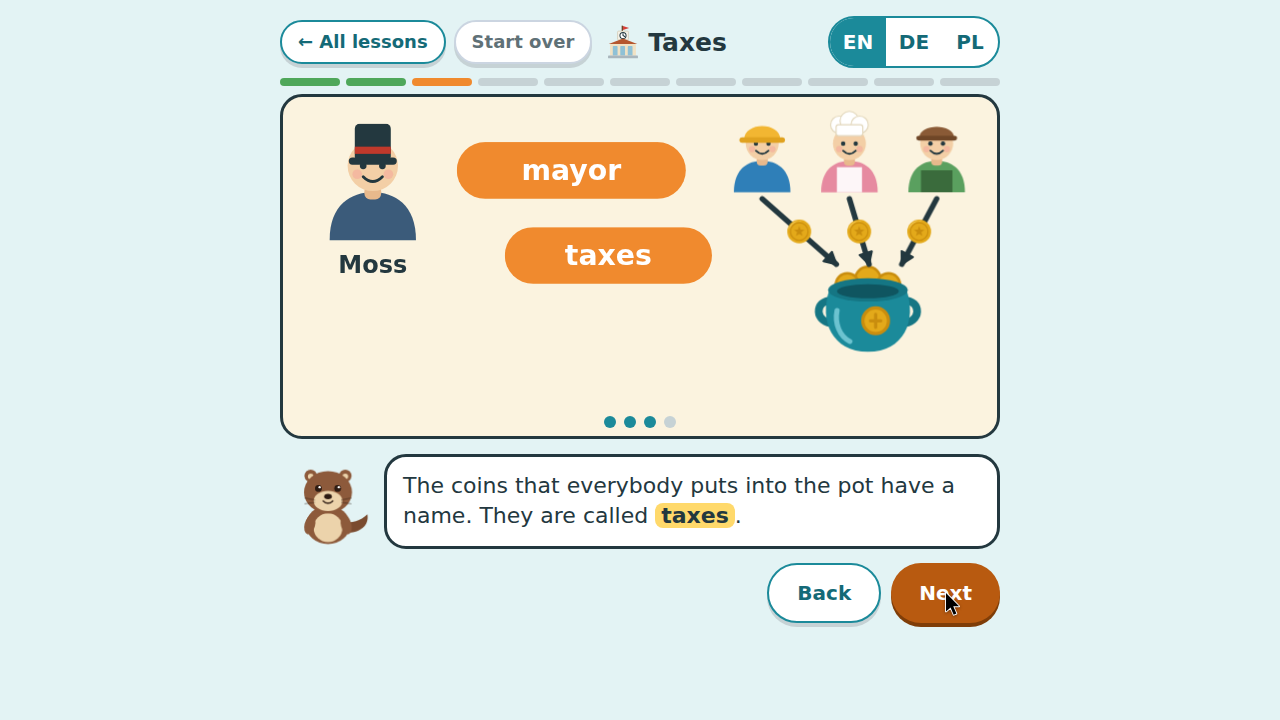 ← All lessons
Start over
Taxes
EN
DE
PL
mayor
taxes
Moss
The coins that everybody puts into the pot have a
name. They are called taxes.
Back
Next